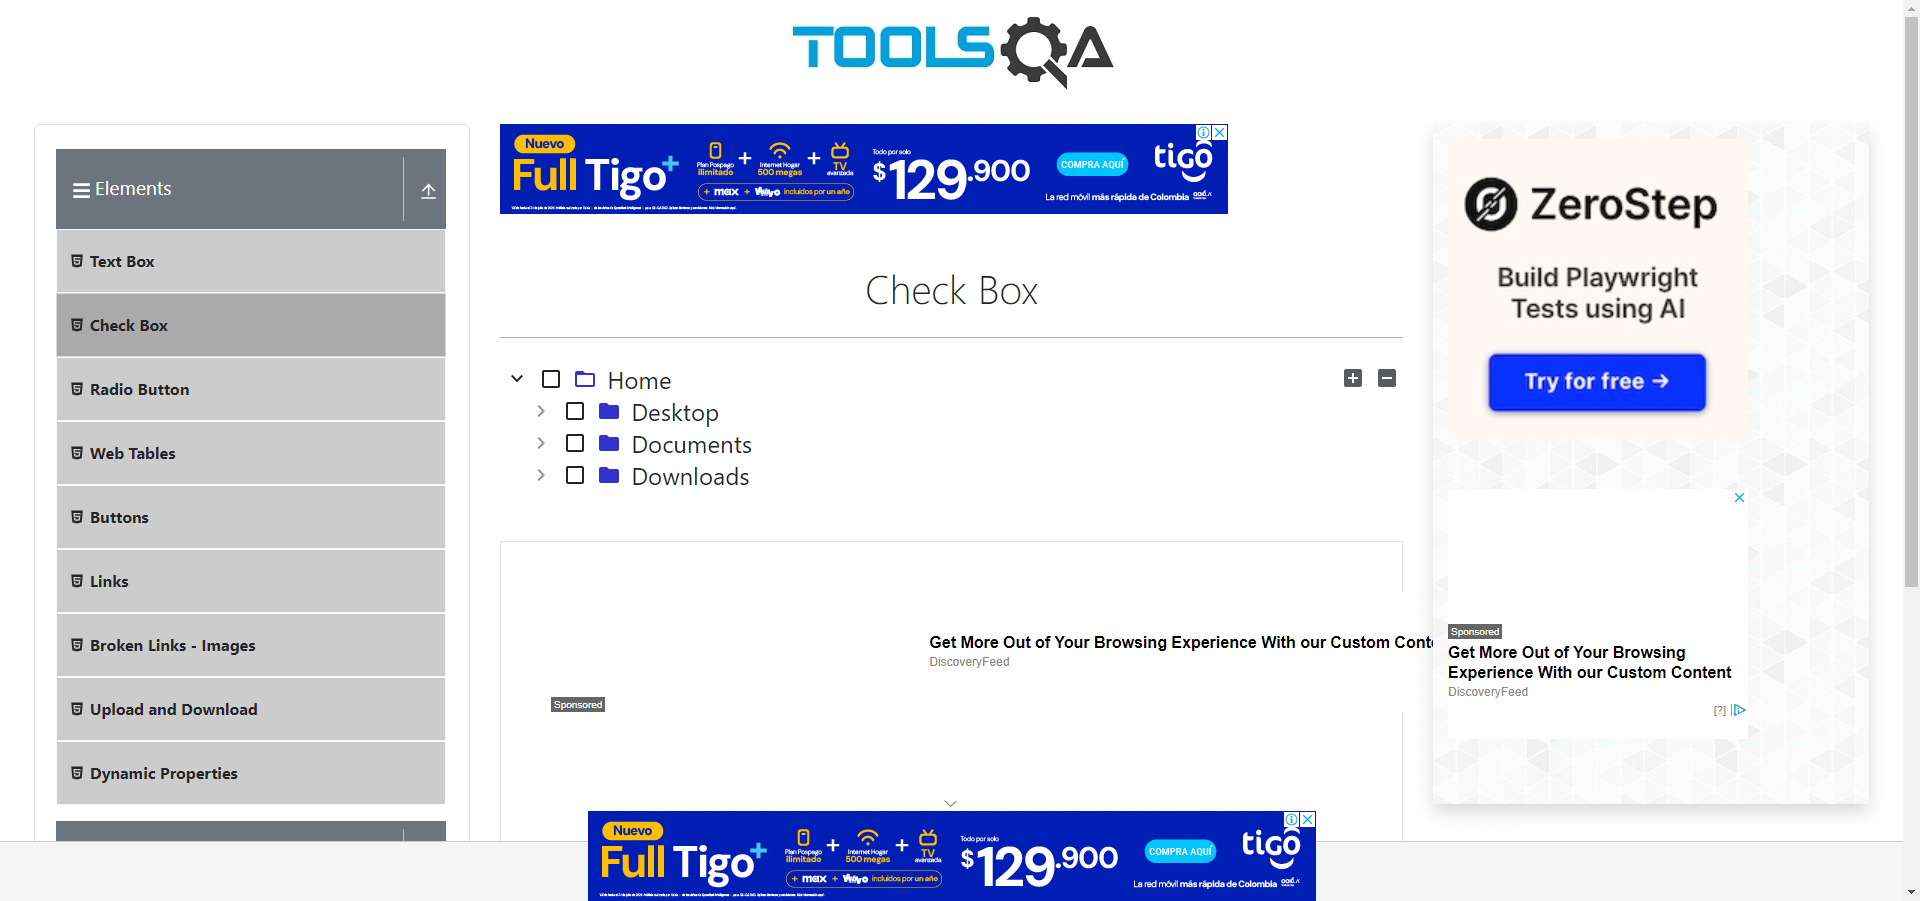 TOOLSQA
Elements
Text Box
Check Box
Radio Button
Web Tables
Buttons
Links
Broken Links - Images
Upload and Download
Dynamic Properties
Nuevo
Full Tigo+
Plan Pospago
ilimitado
+
Internet Hogar
500 megas
+
TV
avanzada
+ max + incluidos por un año
Todo por solo
$129.900
COMPRA AQUÍ
tigo
La red móvil más rápida de Colombia
Check Box
Home
Desktop
Documents
Downloads
Get More Out of Your Browsing Experience With our Custom Conte
DiscoveryFeed
Sponsored
ZeroStep
Build Playwright
Tests using AI
Try for free →
Sponsored
Get More Out of Your Browsing
Experience With our Custom Content
DiscoveryFeed
[?]
Nuevo
Full Tigo+
Plan Pospago
ilimitado
+
Internet Hogar
500 megas
+
TV
avanzada
+ max + incluidos por un año
Todo por solo
$129.900
COMPRA AQUÍ
tigo
La red móvil más rápida de Colombia